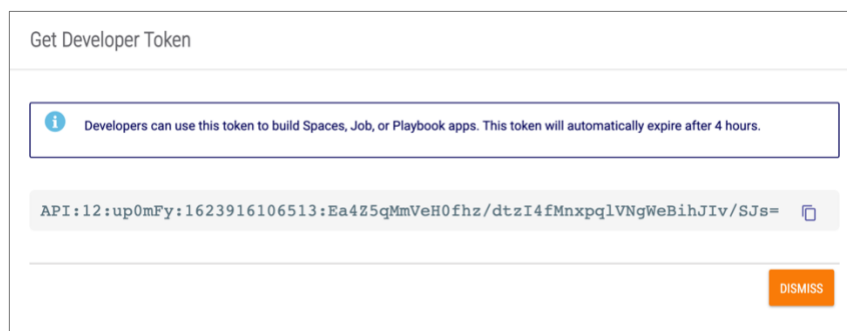 Get Developer Token
Developers can use this token to build Spaces, Job, or Playbook apps. This token will automatically expire after 4 hours.
API:12:up0mFy:1623916106513:Ea4Z5qMmVeH0fhz/dtzI4fMnxpqlVNgWeBihJIv/SJs=
DISMISS